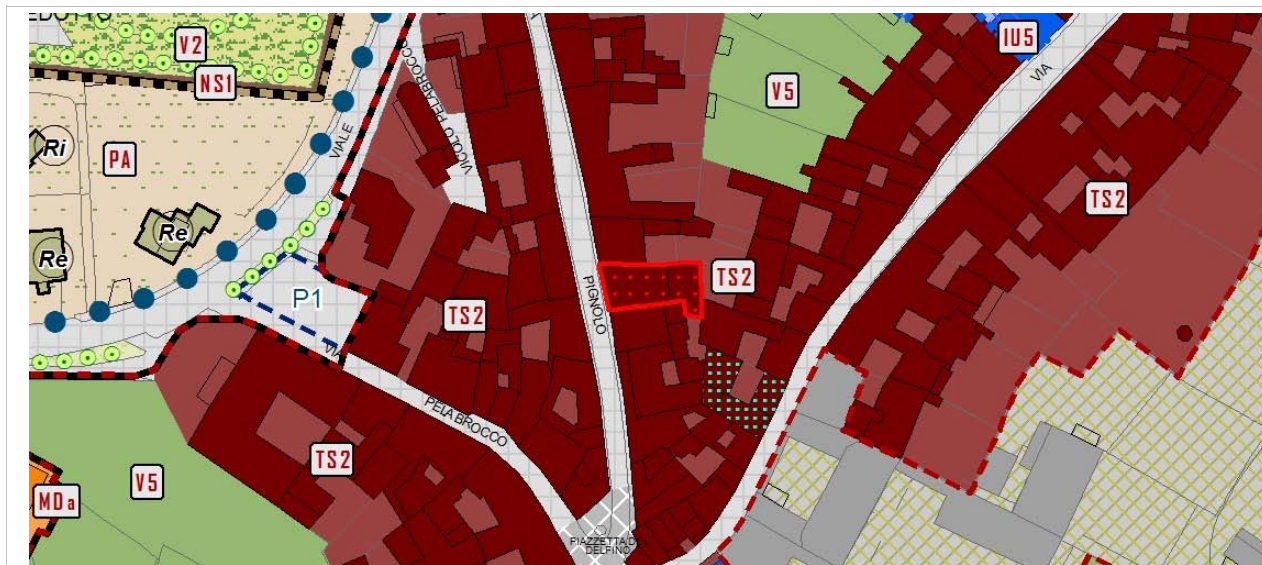 V2
NS1
PA
Ri
Re
Re
VIALE
VICOLO PELABROCCO
V5
IU5
VIA
TS2
TS2
TS2
P1
PIGNOLO
VIA
PELABROCCO
TS2
V5
MDa
PIAZZETTA DEL
DELFINO